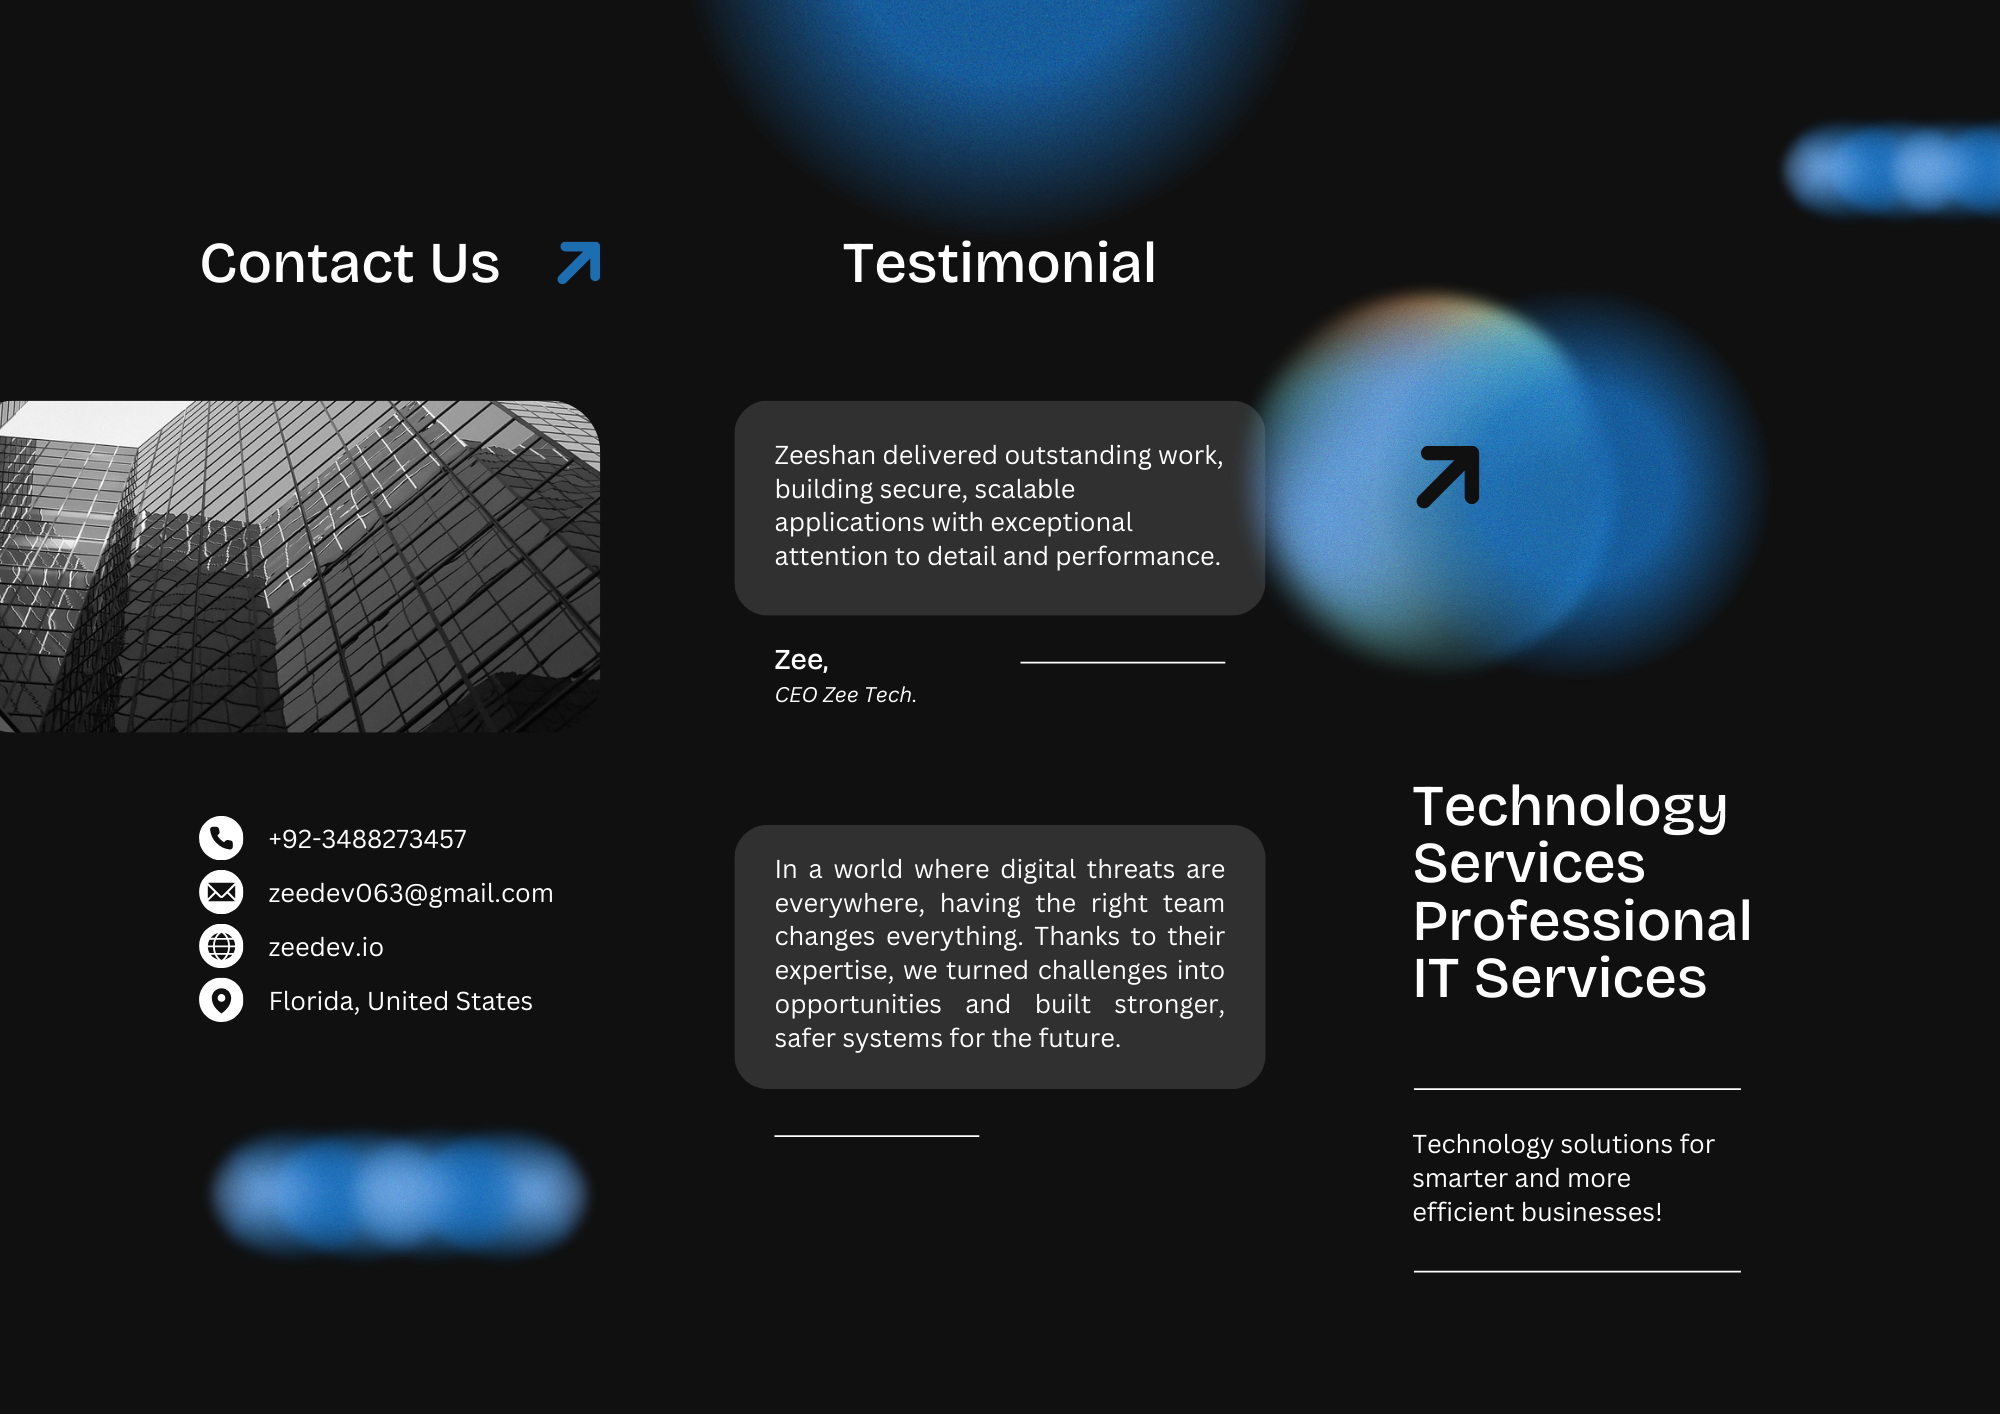 Contact Us
+92-3488273457
zeedev063@gmail.com
zeedev.io
Florida, United States
Testimonial
Zeeshan delivered outstanding work,
building secure, scalable
applications with exceptional
attention to detail and performance.
Zee,
CEO Zee Tech.
In a world where digital threats are
everywhere, having the right team
changes everything. Thanks to their
expertise, we turned challenges into
opportunities and built stronger,
safer systems for the future.
Technology
Services
Professional
IT Services
Technology solutions for
smarter and more
efficient businesses!